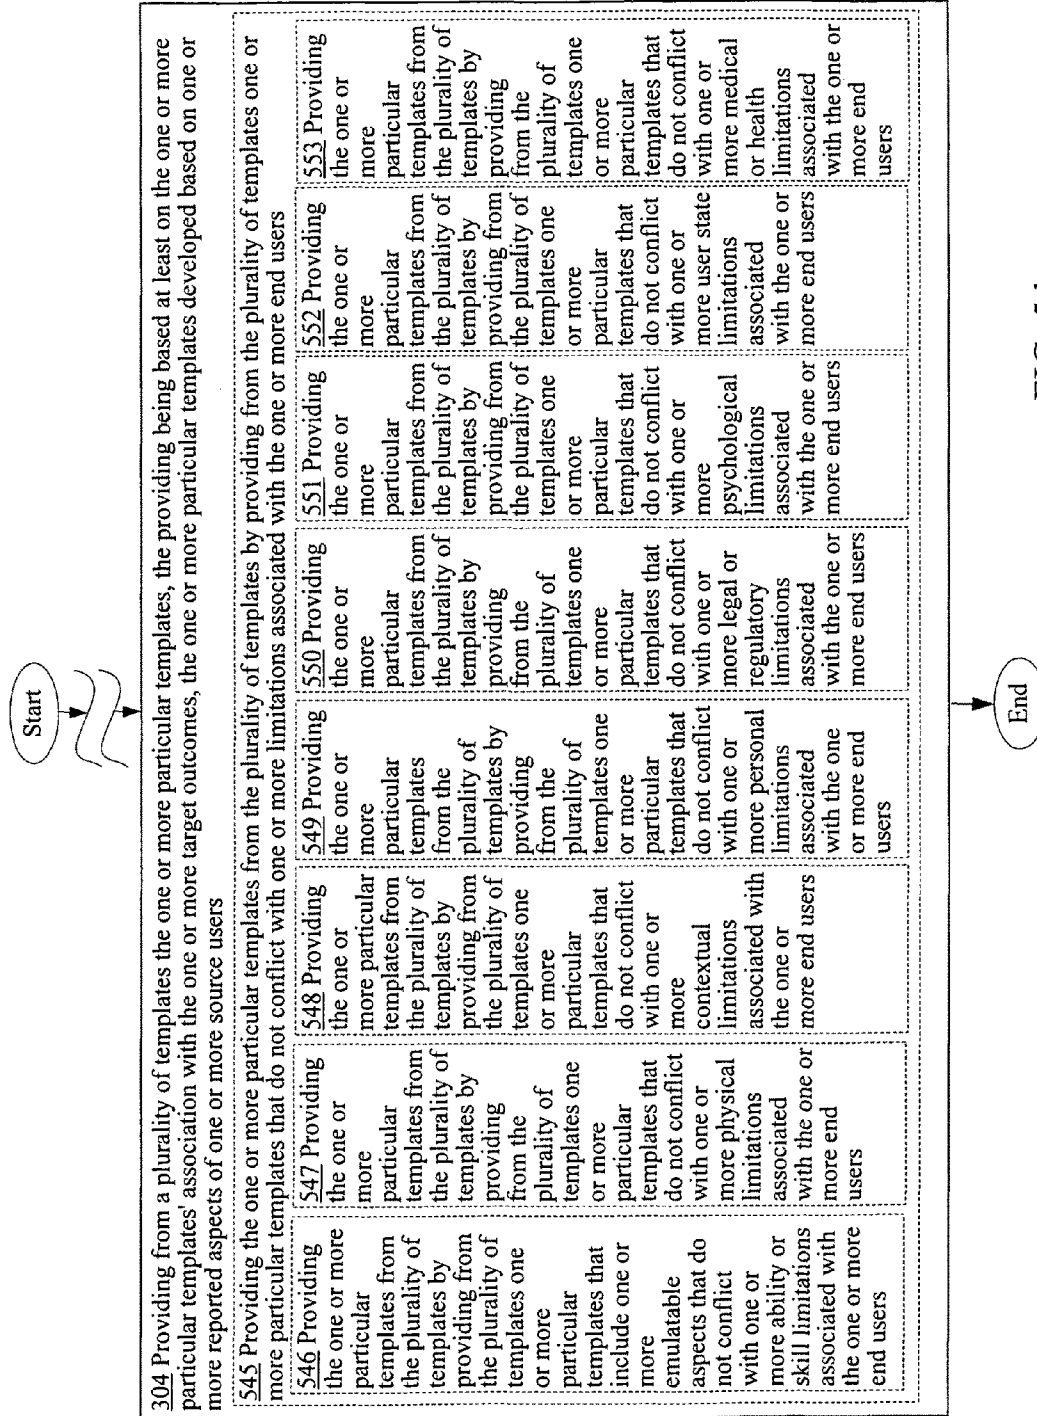 Start
304 Providing from a plurality of templates the one or more particular templates, the providing being based at least on the one or more
particular templates' association with the one or more target outcomes, the one or more particular templates developed based on one or
more reported aspects of one or more source users
545 Providing the one or more particular templates from the plurality of templates by providing from the plurality of templates one or
more particular templates that do not conflict with one or more limitations associated with the one or more end users
546 Providing
the one or more
particular
templates from
the plurality of
templates by
providing from
the plurality of
templates one
or more
particular
templates that
include one or
more
emulatable
aspects that do
not conflict
with one or
more ability or
skill limitations
associated with
the one or more
end users
547 Providing
the one or
more
particular
templates from
the plurality of
templates by
providing
from the
plurality of
templates one
or more
particular
templates that
do not conflict
with one or
more physical
limitations
associated
with the one or
more end
users
548 Providing
the one or
more particular
templates from
the plurality of
templates by
providing from
the plurality of
templates one
or more
particular
templates that
do not conflict
with one or
more
contextual
limitations
associated with
the one or
more end users
549 Providing
the one or
more
particular
templates
from the
plurality of
templates by
providing
from the
plurality of
templates one
or more
particular
templates that
do not conflict
with one or
more personal
limitations
associated
with the one
or more end
users
550 Providing
the one or
more
particular
templates from
the plurality of
templates by
providing
from the
plurality of
templates one
or more
particular
templates that
do not conflict
with one or
more legal or
regulatory
limitations
associated
with the one or
more end users
551 Providing
the one or
more
particular
templates from
the plurality of
templates by
providing from
the plurality of
templates one
or more
particular
templates that
do not conflict
with one or
more
psychological
limitations
associated
with the one or
more end users
552 Providing
the one or
more
particular
templates from
the plurality of
templates by
providing from
the plurality of
templates one
or more
particular
templates that
do not conflict
with one or
more user state
limitations
associated
with the one or
more end users
553 Providing
the one or
more
particular
templates from
the plurality of
templates by
providing
from the
plurality of
templates one
or more
particular
templates that
do not conflict
with one or
more medical
or health
limitations
associated
with the one or
more end
users
End